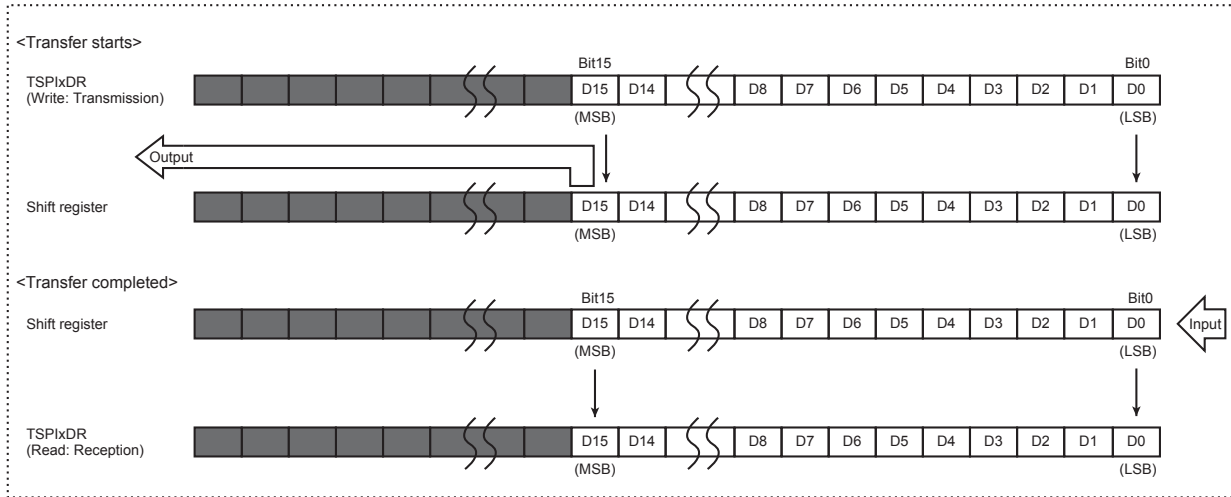 <Transfer starts>
Bit15 Bit0
TSPIxDR
(Write: Transmission)
D15 D14 D8 D7 D6 D5 D4 D3 D2 D1 D0
(MSB) (LSB)
Output
Shift register
D15 D14 D8 D7 D6 D5 D4 D3 D2 D1 D0
(MSB) (LSB)
<Transfer completed>
Bit15 Bit0
Shift register
D15 D14 D8 D7 D6 D5 D4 D3 D2 D1 D0
Input
(MSB) (LSB)
TSPIxDR
(Read: Reception)
D15 D14 D8 D7 D6 D5 D4 D3 D2 D1 D0
(MSB) (LSB)